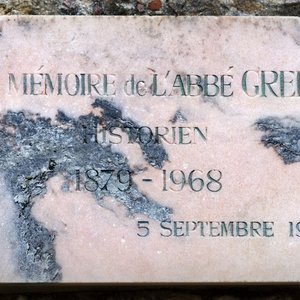 MÉMOIRE de L'ABBÉ
HISTORIEN
1879 - 1968
5 SEPTEMBRE